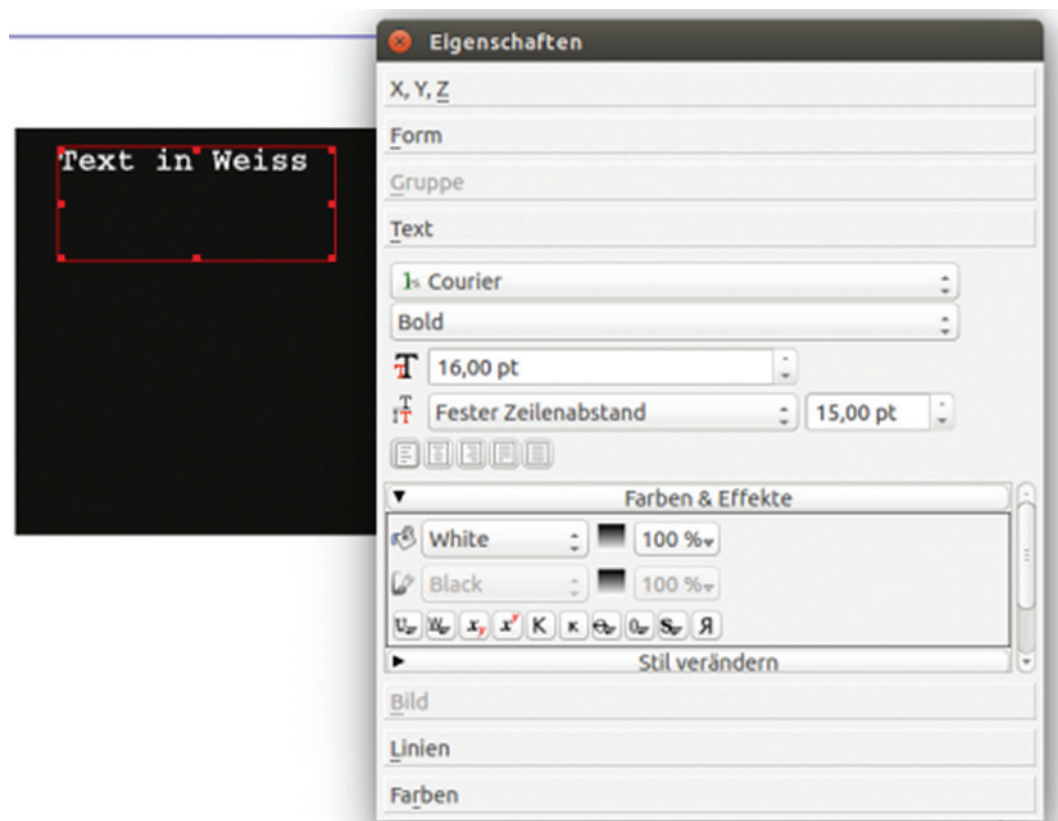 Text in Weiss
Eigenschaften
X, Y, Z
Form
Gruppe
Text
Courier
Bold
16,00 pt
Fester Zeilenabstand 15,00 pt
Farben & Effekte
White 100 %
Black 100 %
Stil verändern
Bild
Linien
Farben